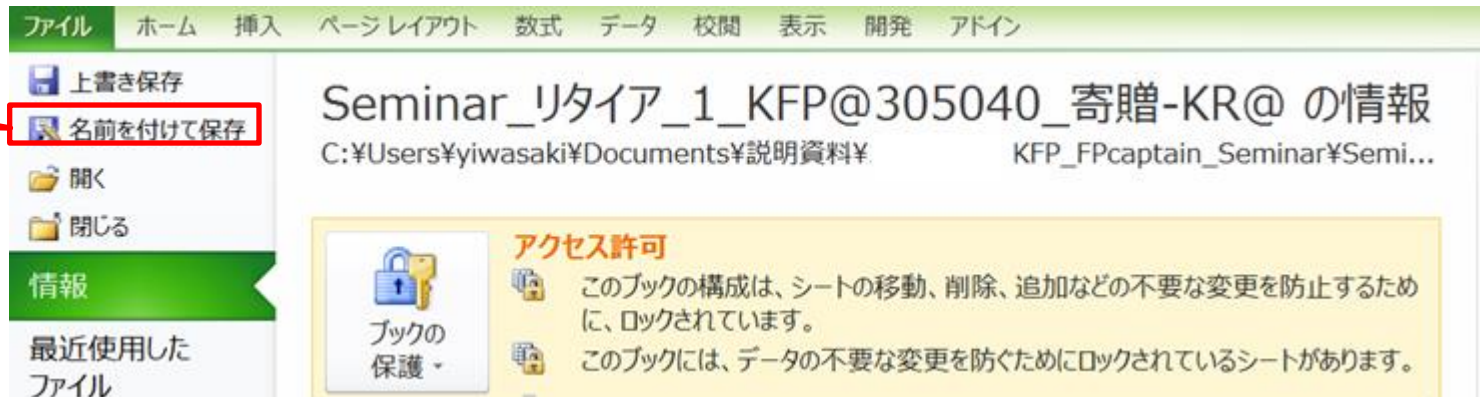 ファイル ホーム 挿入 ページ レイアウト 数式 データ 校閲 表示 開発 アドイン
上書き保存
名前を付けて保存
開く
閉じる
情報
最近使用した
ファイル
Seminar_リタイア_1_KFP@305040_寄贈-KR@ の情報
C:¥Users¥yiwasaki¥Documents¥説明資料¥. KFP_FPcaptain_Seminar¥Semi...
ブックの
保護
アクセス許可
このブックの構成は、シートの移動、削除、追加などの不要な変更を防止するため
に、ロックされています。
このブックには、データの不要な変更を防ぐためにロックされているシートがあります。